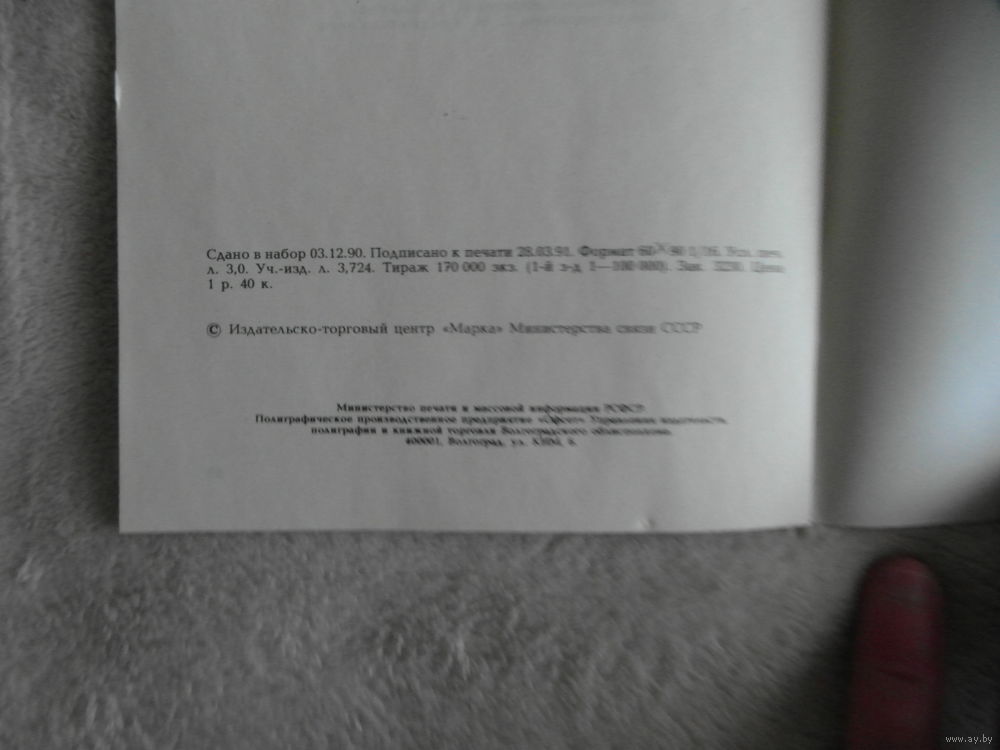 Сдано в набор 03.12.90. Подписано к печати 28.03.91. Формат 60×90 1/16. Усл. печ.
л. 3,0. Уч.-изд. л. 3,724. Тираж 170 000 экз. (1-й з-д 1—100 000). Зак. 3250. Цена
1 р. 40 к.
© Издательско-торговый центр «Марка» Министерства связи СССР
Министерство печати и массовой информации РСФСР
Полиграфическое производственное предприятие «Офсет» Управления издательств,
полиграфии и книжной торговли Волгоградского облисполкома.
400001, Волгоград, ул. КИМ, 6.
www.ay.by